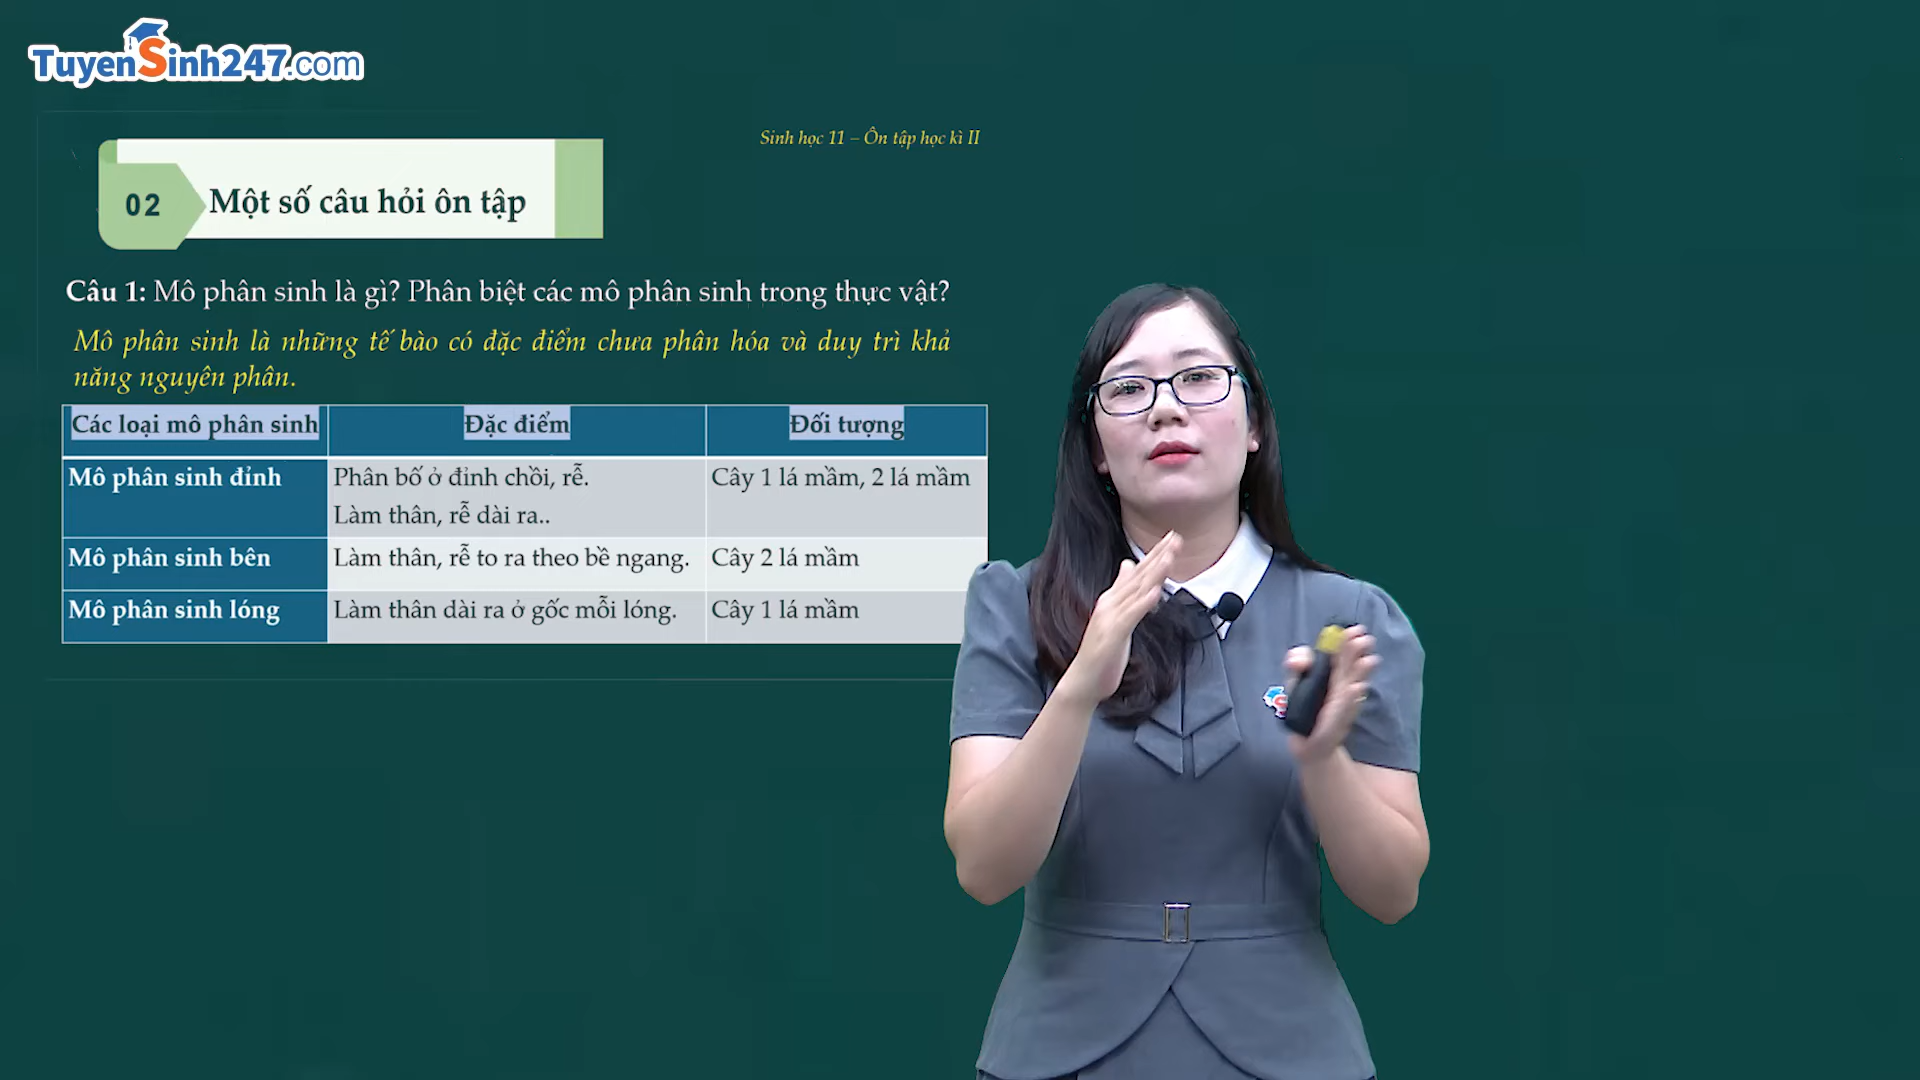 TuyenSinh247.com
Sinh học 11 – Ôn tập học kì II
02
Một số câu hỏi ôn tập
Câu 1: Mô phân sinh là gì? Phân biệt các mô phân sinh trong thực vật?
Mô phân sinh là những tế bào có đặc điểm chưa phân hóa và duy trì khả
năng nguyên phân.
Các loại mô phân sinh Đặc điểm Đối tượng
Mô phân sinh đỉnh Phân bố ở đỉnh chồi, rễ. Cây 1 lá mầm, 2 lá mầm
Làm thân, rễ dài ra..
Mô phân sinh bên Làm thân, rễ to ra theo bề ngang. Cây 2 lá mầm
Mô phân sinh lóng Làm thân dài ra ở gốc mỗi lóng. Cây 1 lá mầm